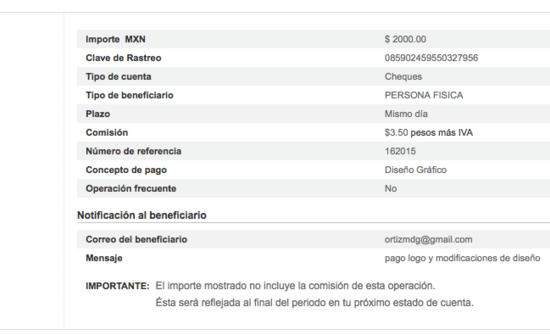 Importe MXN $ 2000.00
Clave de Rastreo 085902459550327956
Tipo de cuenta Cheques
Tipo de beneficiario PERSONA FISICA
Plazo Mismo día
Comisión $3.50 pesos más IVA
Número de referencia 162015
Concepto de pago Diseño Gráfico
Operación frecuente No
Notificación al beneficiario
Correo del beneficiario ortizmdg@gmail.com
Mensaje pago logo y modificaciones de diseño
IMPORTANTE: El importe mostrado no incluye la comisión de esta operación.
Ésta será reflejada al final del periodo en tu próximo estado de cuenta.